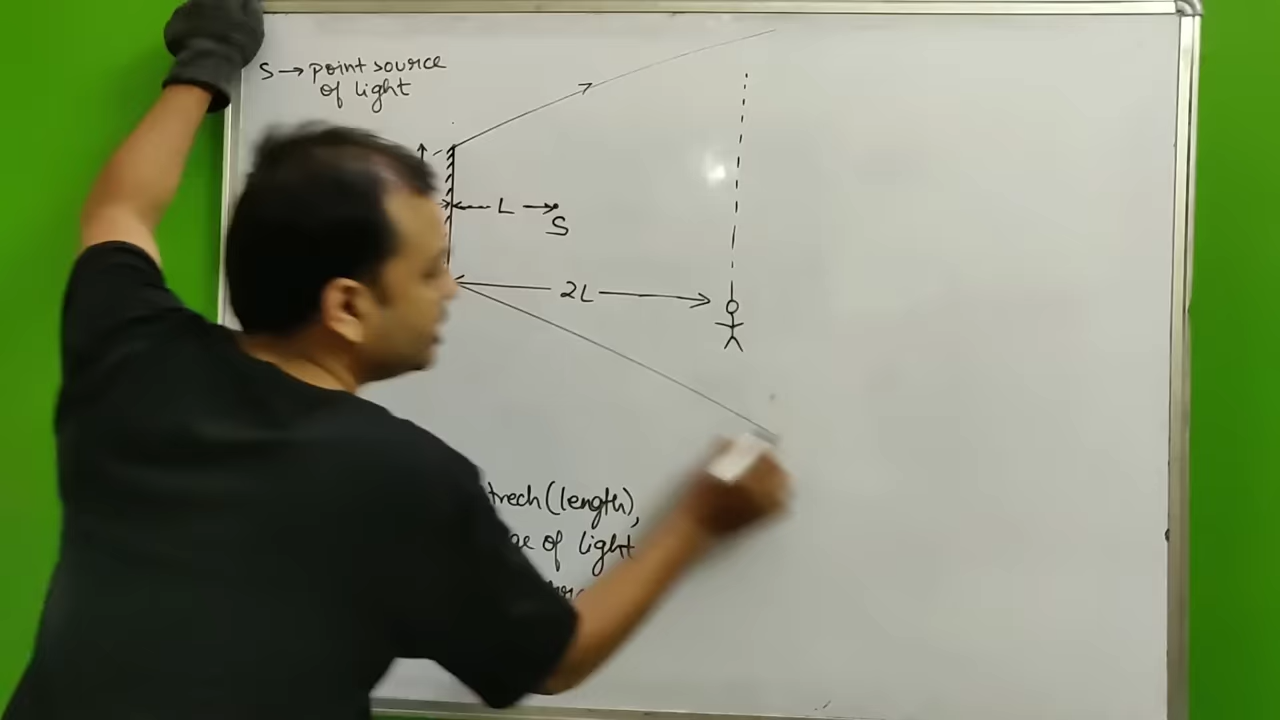 S→ point source
of light
L
S
2L
trech (length),
of light